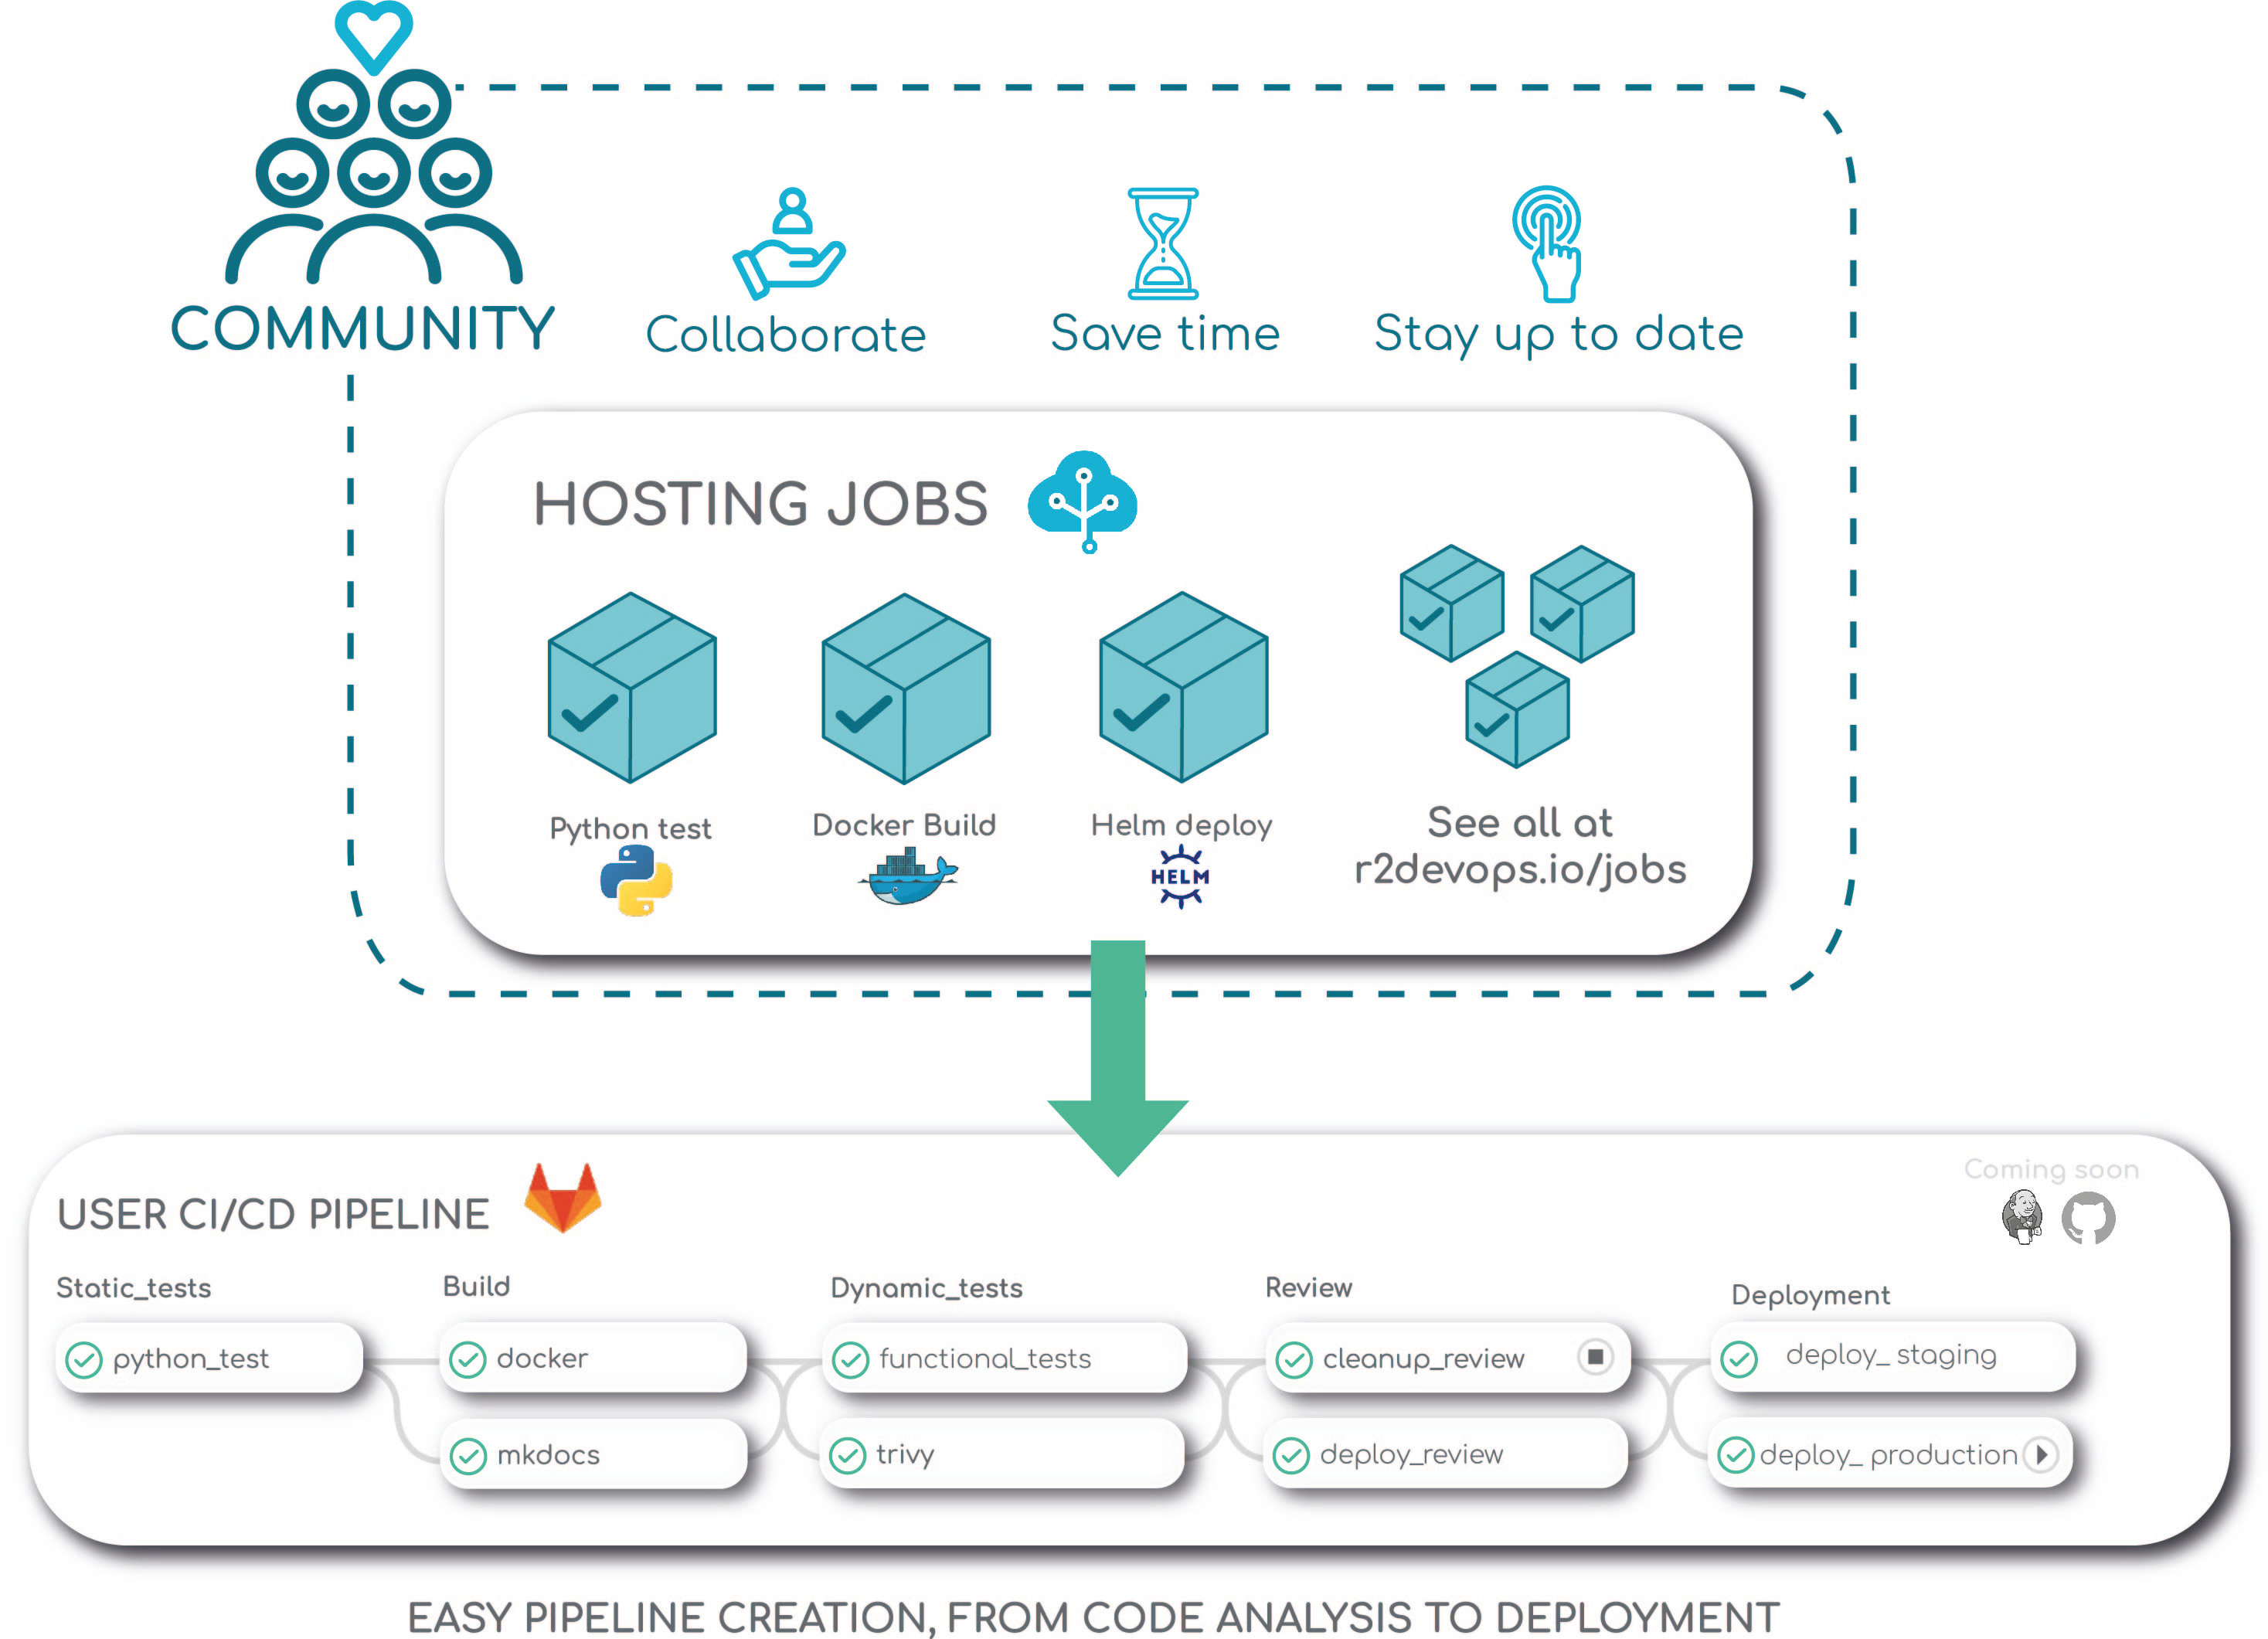 COMMUNITY
Collaborate
Save time
Stay up to date
HOSTING JOBS
Python test
Docker Build
Helm deploy
HELM
See all at
r2devops.io/jobs
Coming soon
USER CI/CD PIPELINE
Static_tests
Build
Dynamic_tests
Review
Deployment
python_test
docker
functional_tests
cleanup_review
deploy_ staging
mkdocs
trivy
deploy_review
deploy_ production
EASY PIPELINE CREATION, FROM CODE ANALYSIS TO DEPLOYMENT